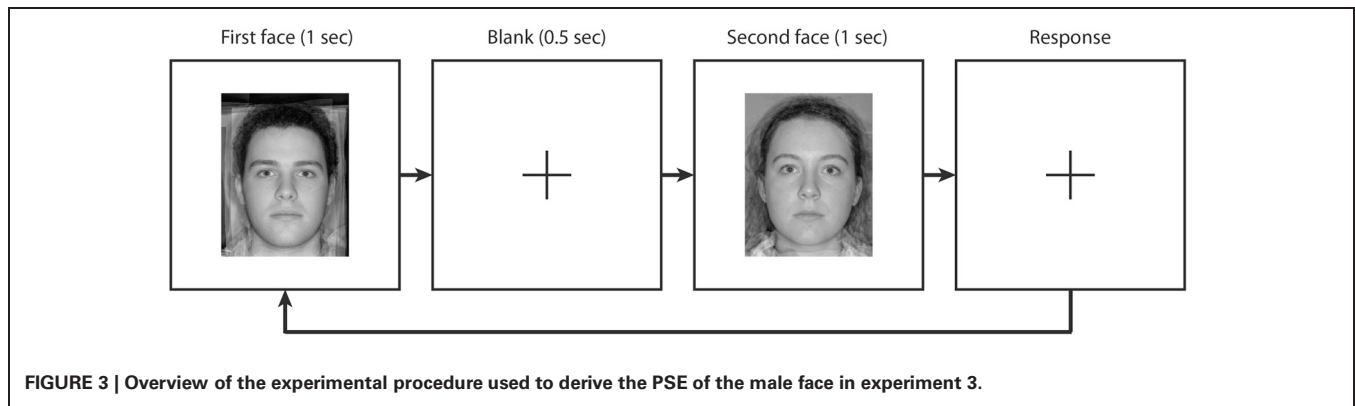 First face (1 sec)
Blank (0.5 sec)
Second face (1 sec)
Response
FIGURE 3 | Overview of the experimental procedure used to derive the PSE of the male face in experiment 3.